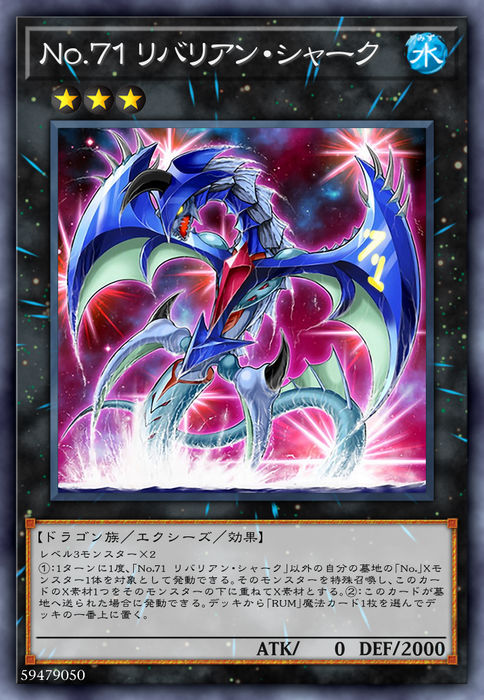 No.71 リバリアン・シャーク
みず
水
71
【ドラゴン族／エクシーズ／効果】
レベル3モンスター×2
①:1ターンに1度、「No.71 リバリアン・シャーク」以外の自分の墓地の「No.」Xモ
ンスター1体を対象として発動できる。そのモンスターを特殊召喚し、このカー
ドのX素材1つをそのモンスターの下に重ねてX素材とする。②:このカードが墓
地へ送られた場合に発動できる。デッキから「RUM」魔法カード1枚を選んでデ
ッキの一番上に置く。
ATK/ 0 DEF/2000
59479050